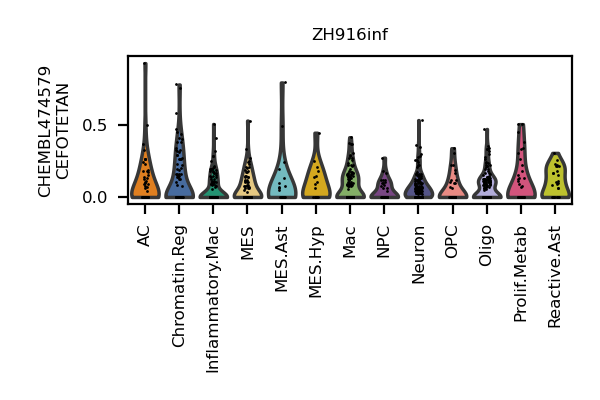 ZH916inf
CHEMBL474579
CEFOTETAN
0.5
0.0
AC
Chromatin.Reg
Inflammatory.Mac
MES
MES.Ast
MES.Hyp
Mac
NPC
Neuron
OPC
Oligo
Prolif.Metab
Reactive.Ast